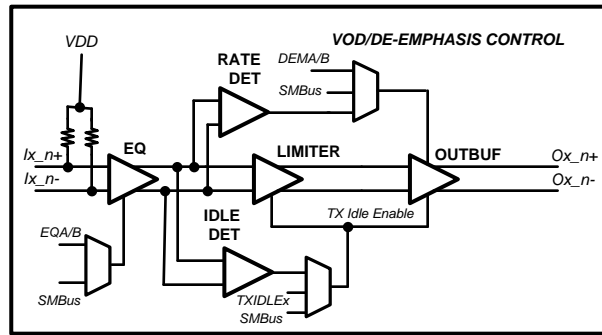 VDD
VOD/DE-EMPHASIS CONTROL
RATE
DET
DEMA/B
SMBus
EQ
LIMITER
OUTBUF
Ix_n+
Ix_n-
Ox_n+
Ox_n-
IDLE
DET
TX Idle Enable
EQA/B
SMBus
TXIDLEx
SMBus